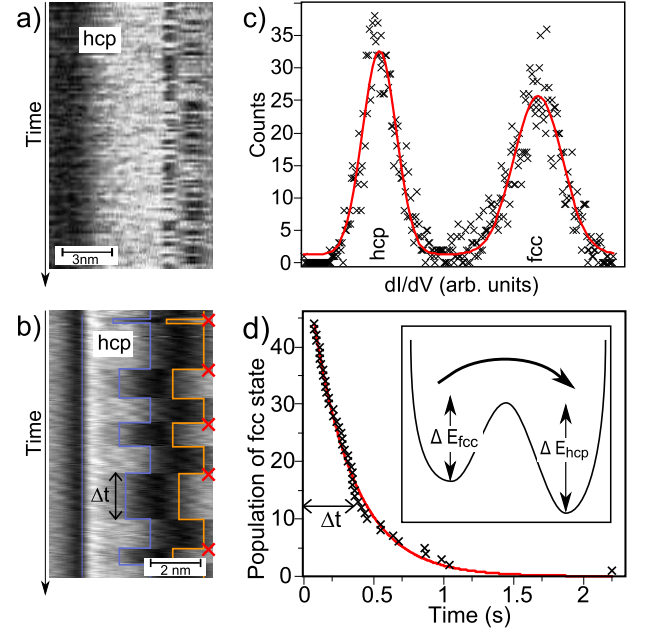 a)
hcp
Time
3nm
c)
Counts
35
30
25
20
15
10
5
0
hcp
fcc
dI/dV (arb. units)
b)
hcp
Time
Δt
2 nm
d)
Population of fcc state
40
30
20
10
0
Δt
Δ E_fcc
Δ E_hcp
0
0.5
1
1.5
2
Time (s)